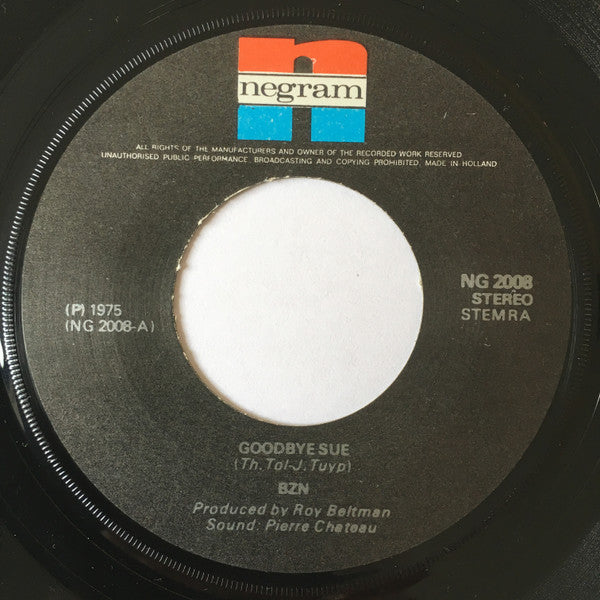 negram
ALL RIGHTS OF THE MANUFACTURERS AND OWNER OF THE RECORDED WORK RESERVED
UNAUTHORISED PUBLIC PERFORMANCE, BROADCASTING AND COPYING PROHIBITED. MADE IN HOLLAND
(P) 1975
(NG 2008-A)
NG 2008
STEREO
STEMRA
GOODBYE SUE
(Th. Tol-J. Tuyp)
BZN
Produced by Roy Beltman
Sound: Pierre Chateau